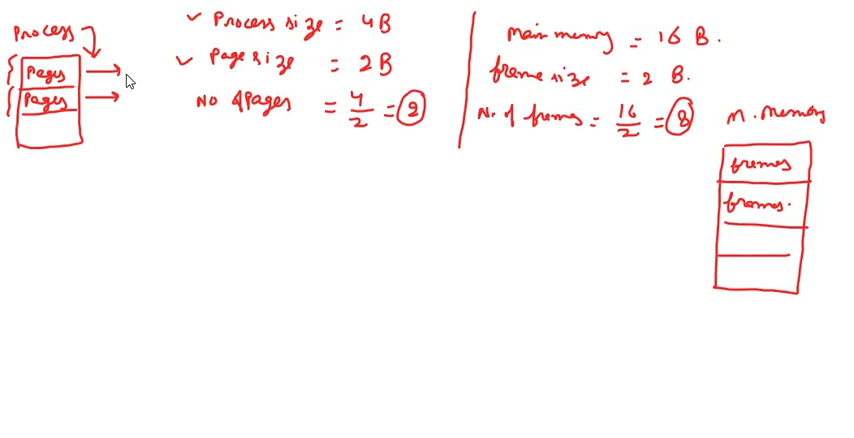 Process
Pages
Pages
✓ Process size = 4B
✓ Page size = 2B
No of Pages = 4/2 = 2
Main memory = 16 B.
frame size = 2 B.
No. of frames = 16/2 = 8
M. Memory
frames
frames.